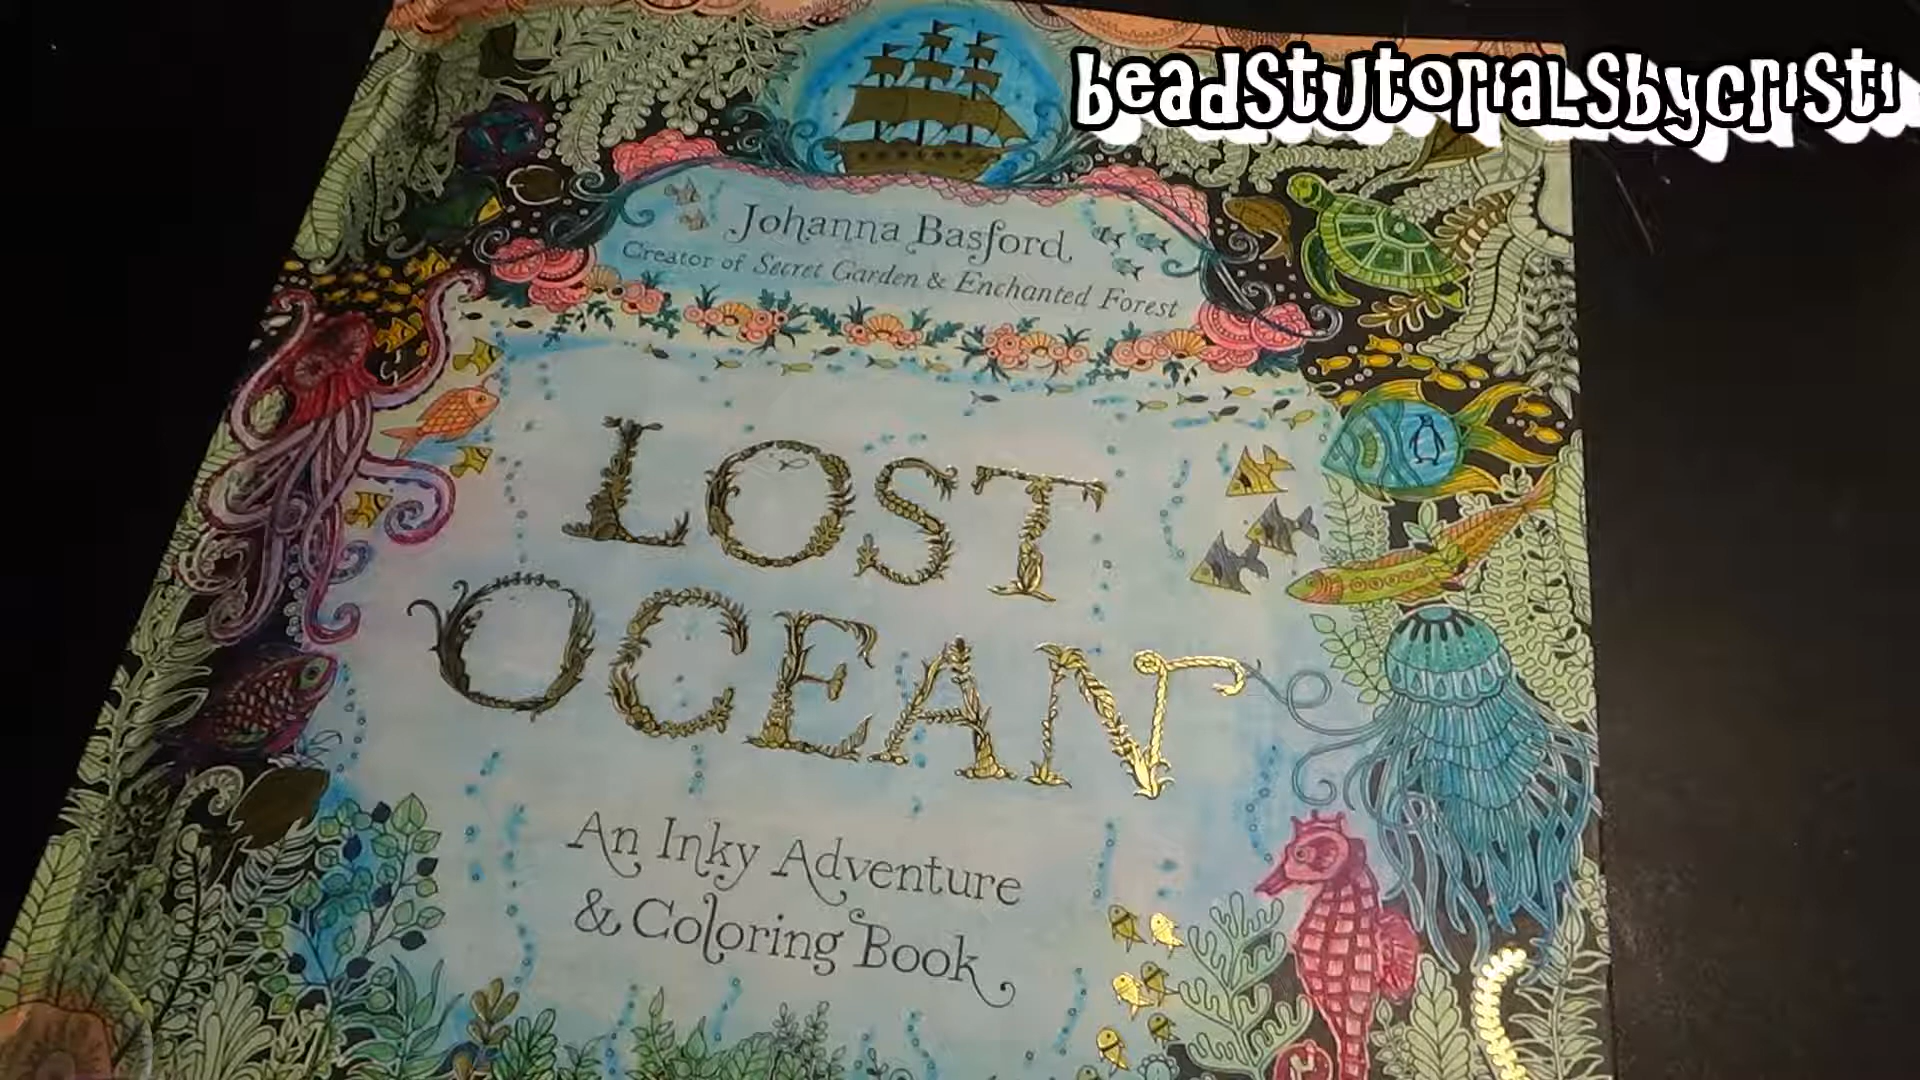 beadstutorialsbycristi
Johanna Basford
Creator of Secret Garden & Enchanted Forest
LOST
OCEAN
An Inky Adventure
& Coloring Book